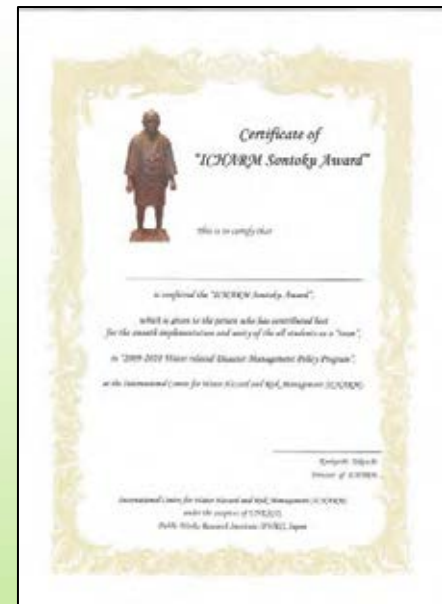 Certificate of
"ICHARM Sontoku Award"
This is to certify that
is conferred the "ICHARM Sontoku Award",
which is given to the person who has contributed best
for the smooth implementation and unity of the all students as a "team",
in "2009-2010 Water-related Disaster Management Policy Program",
at the International Centre for Water Hazard and Risk Management (ICHARM)
Director of ICHARM
International Centre for Water Hazard and Risk Management (ICHARM)
under the auspices of UNESCO,
Public Works Research Institute (PWRI), Japan